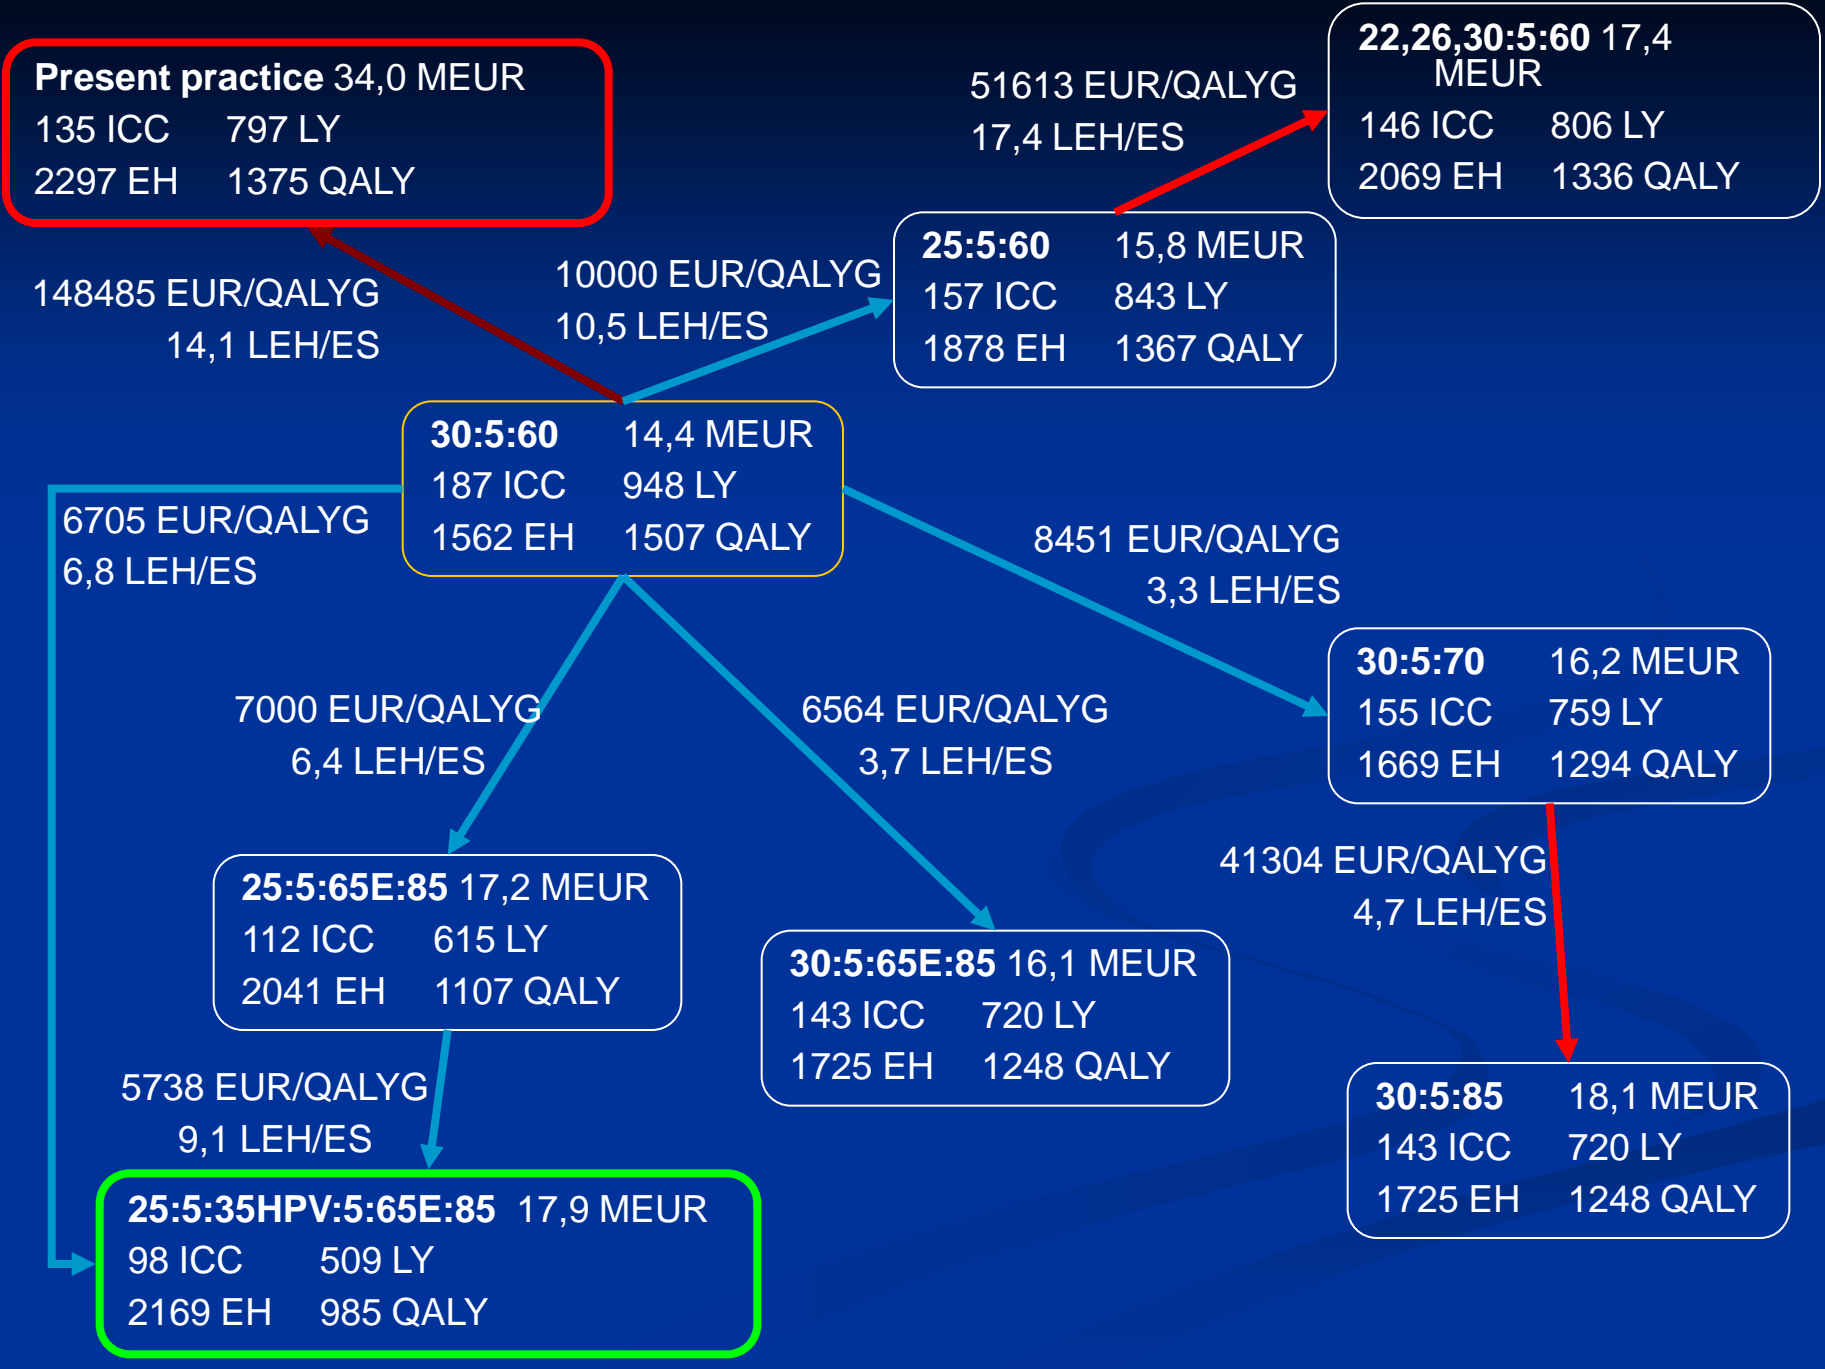 Present practice 34,0 MEUR
135 ICC 797 LY
2297 EH 1375 QALY
51613 EUR/QALYG
17,4 LEH/ES
22,26,30:5:60 17,4
MEUR
146 ICC 806 LY
2069 EH 1336 QALY
148485 EUR/QALYG
14,1 LEH/ES
10000 EUR/QALYG
10,5 LEH/ES
25:5:60 15,8 MEUR
157 ICC 843 LY
1878 EH 1367 QALY
30:5:60 14,4 MEUR
187 ICC 948 LY
1562 EH 1507 QALY
6705 EUR/QALYG
6,8 LEH/ES
8451 EUR/QALYG
3,3 LEH/ES
7000 EUR/QALYG
6,4 LEH/ES
6564 EUR/QALYG
3,7 LEH/ES
30:5:70 16,2 MEUR
155 ICC 759 LY
1669 EH 1294 QALY
41304 EUR/QALYG
4,7 LEH/ES
25:5:65E:85 17,2 MEUR
112 ICC 615 LY
2041 EH 1107 QALY
30:5:65E:85 16,1 MEUR
143 ICC 720 LY
1725 EH 1248 QALY
5738 EUR/QALYG
9,1 LEH/ES
30:5:85 18,1 MEUR
143 ICC 720 LY
1725 EH 1248 QALY
25:5:35HPV:5:65E:85 17,9 MEUR
98 ICC 509 LY
2169 EH 985 QALY